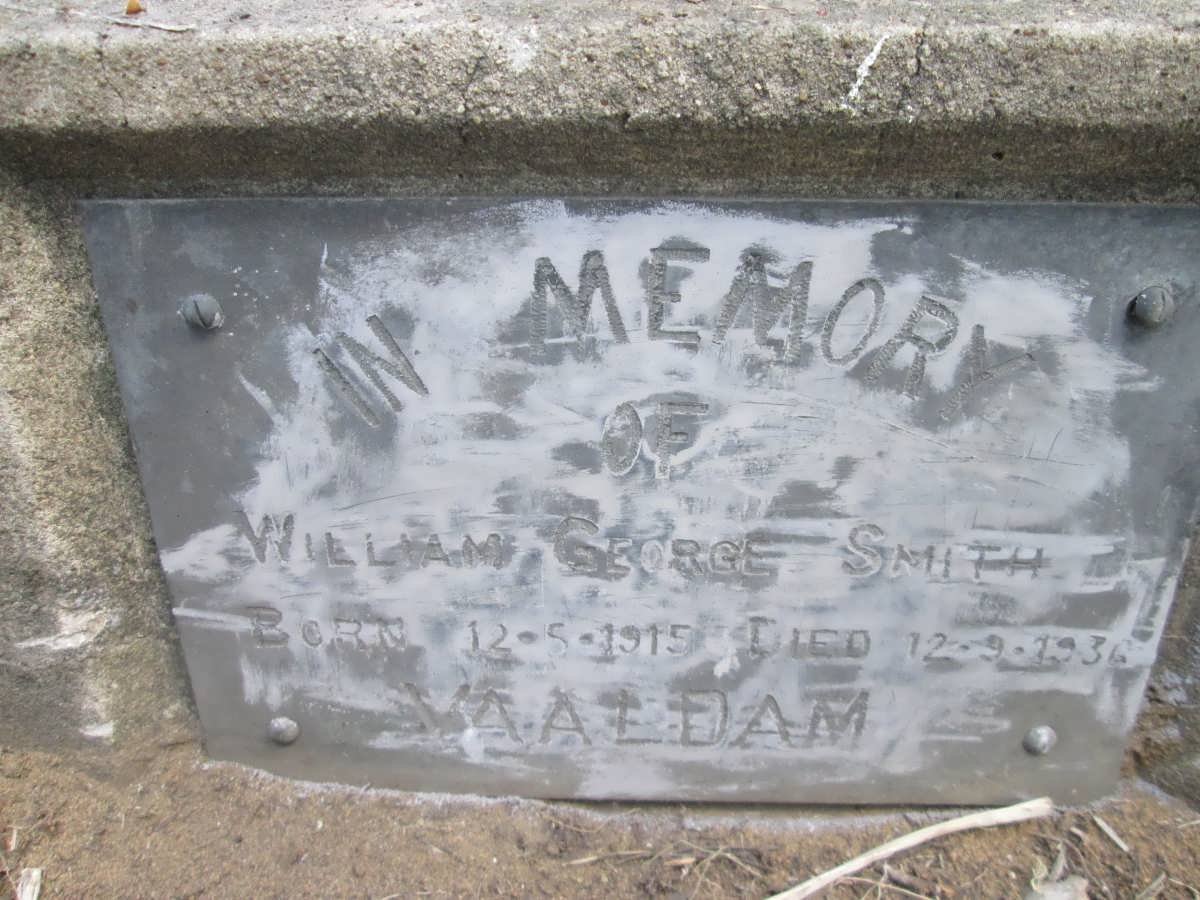 IN MEMORY
OF
WILLIAM GEORGE SMITH
BORN 12·5·1915 DIED 12·9·1936
VAALDAM